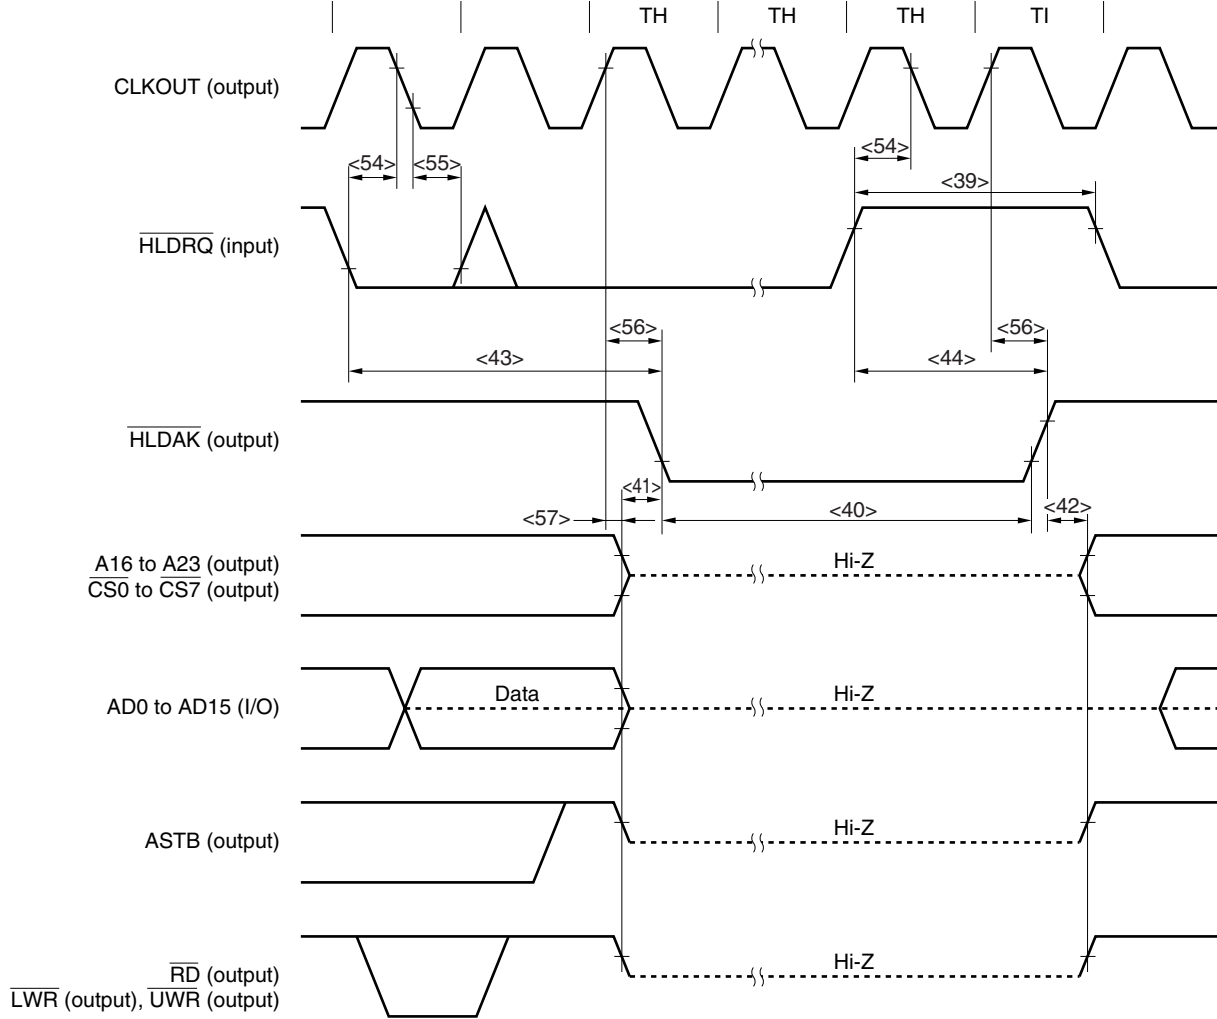 TH TH TH TI
CLKOUT (output)
<54> <55> <54>
<39>
HLDRQ (input)
<56> <56>
<43> <44>
HLDAK (output)
<41>
<57> <40> <42>
A16 to A23 (output)
CS0 to CS7 (output)
Hi-Z
AD0 to AD15 (I/O)
Data Hi-Z
ASTB (output)
Hi-Z
RD (output)
LWR (output), UWR (output)
Hi-Z